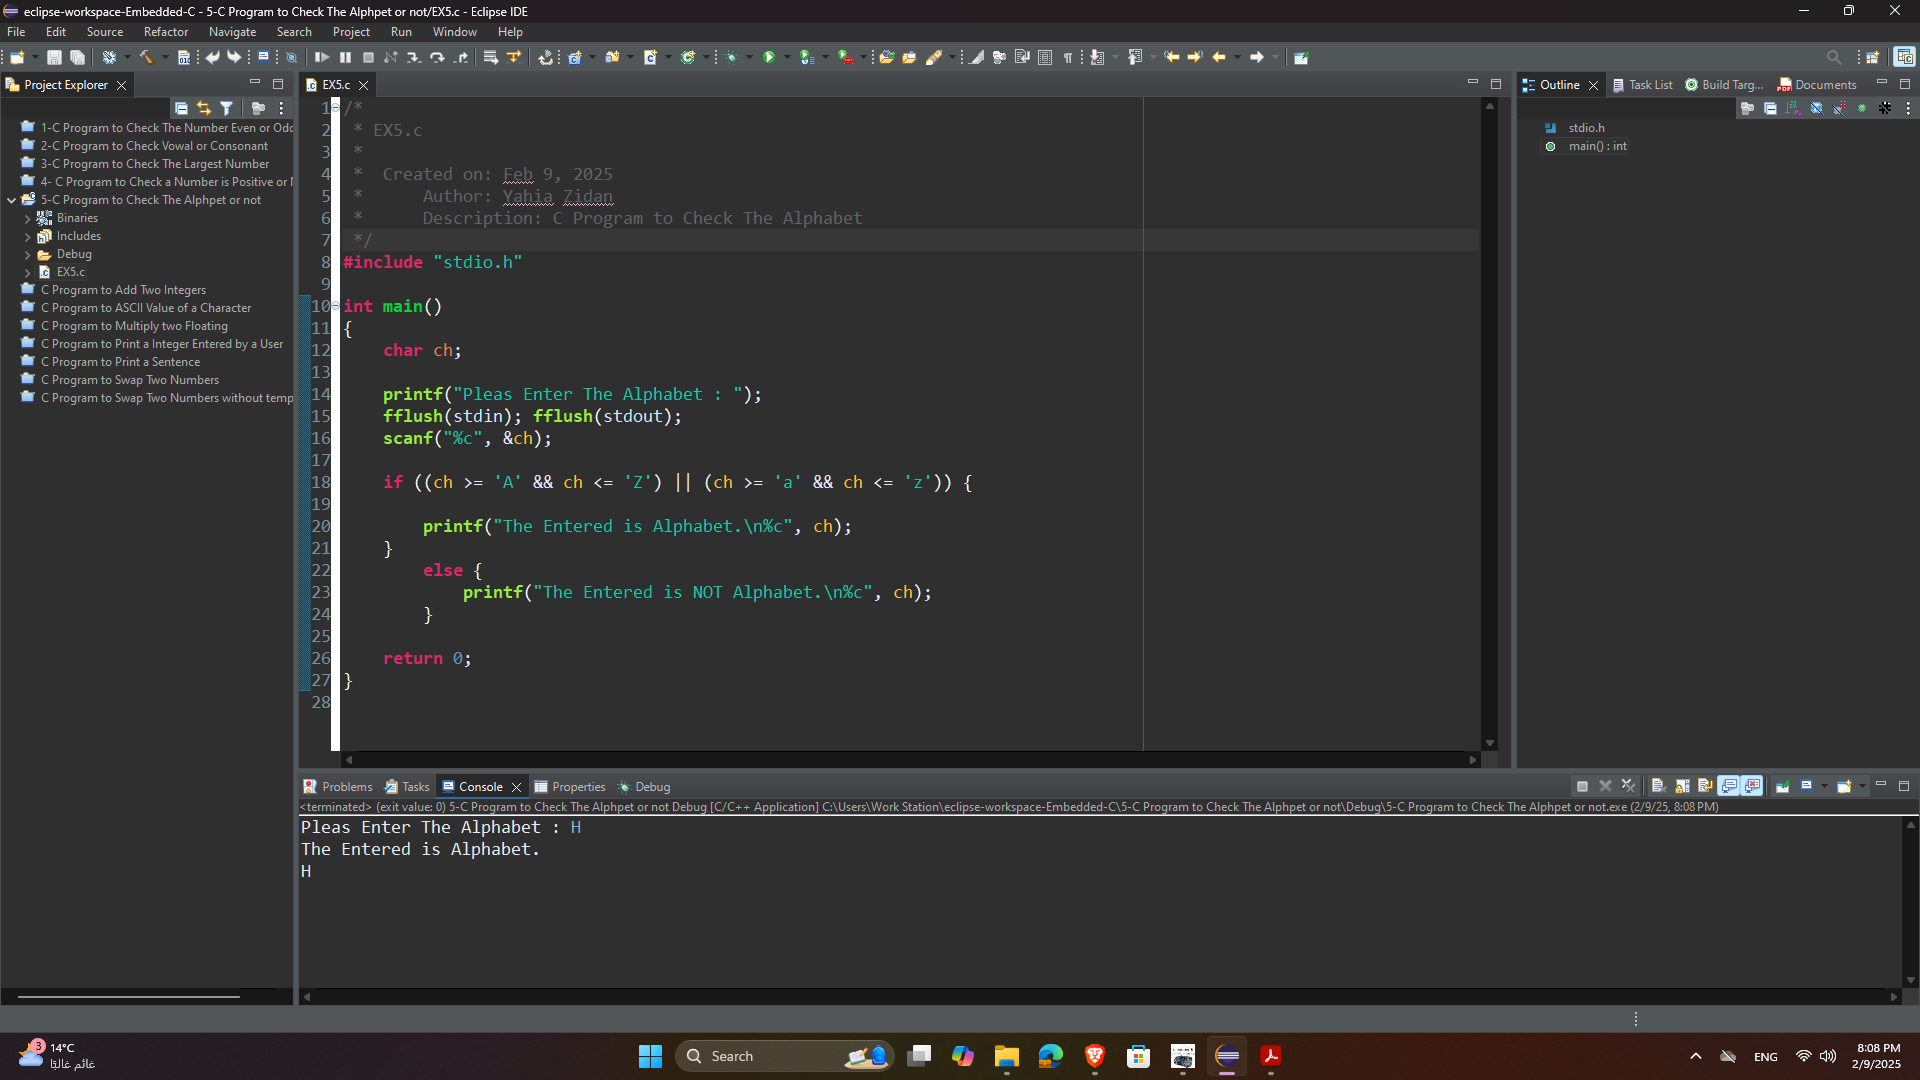 eclipse-workspace-Embedded-C - 5-C Program to Check The Alphpet or not/EX5.c - Eclipse IDE
File Edit Source Refactor Navigate Search Project Run Window Help
Project Explorer
1-C Program to Check The Number Even or Odd
2-C Program to Check Vowal or Consonant
3-C Program to Check The Largest Number
4- C Program to Check a Number is Positive or
5-C Program to Check The Alphpet or not
Binaries
Includes
Debug
EX5.c
C Program to Add Two Integers
C Program to ASCII Value of a Character
C Program to Multiply two Floating
C Program to Print a Integer Entered by a User
C Program to Print a Sentence
C Program to Swap Two Numbers
C Program to Swap Two Numbers without temp
EX5.c
1 /*
2 * EX5.c
3 *
4 * Created on: Feb 9, 2025
5 * Author: Yahia Zidan
6 * Description: C Program to Check The Alphabet
7 */
8 #include "stdio.h"
9
10 int main()
11 {
12 char ch;
13
14 printf("Pleas Enter The Alphabet : ");
15 fflush(stdin); fflush(stdout);
16 scanf("%c", &ch);
17
18 if ((ch >= 'A' && ch <= 'Z') || (ch >= 'a' && ch <= 'z')) {
19
20 printf("The Entered is Alphabet.\n%c", ch);
21 }
22 else {
23 printf("The Entered is NOT Alphabet.\n%c", ch);
24 }
25
26 return 0;
27 }
28
Outline Task List Build Targ... Documents
stdio.h
main() : int
Problems Tasks Console Properties Debug
<terminated> (exit value: 0) 5-C Program to Check The Alphpet or not Debug [C/C++ Application] C:\Users\Work Station\eclipse-workspace-Embedded-C\5-C Program to Check The Alphpet or not\Debug\5-C Program to Check The Alphpet or not.exe (2/9/25, 8:08 PM)
Pleas Enter The Alphabet : H
The Entered is Alphabet.
H
3
14°C
غائم غالبًا
Search
ENG
8:08 PM
2/9/2025